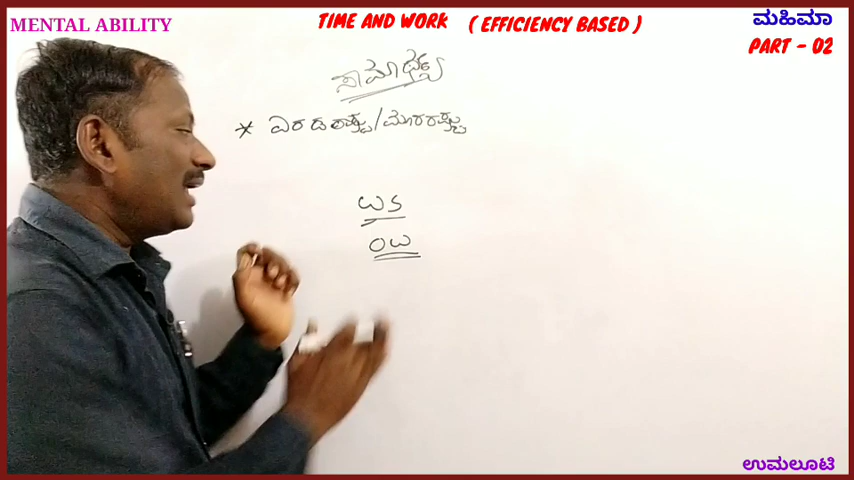 MENTAL ABILITY
TIME AND WORK ( EFFICIENCY BASED )
ಮಹಿಮಾ
PART - 02
ಸಾಮರ್ಥ್ಯ
* ಎರಡರಷ್ಟು/ಮೂರರಷ್ಟು
ಉಮಲೂಟಿ